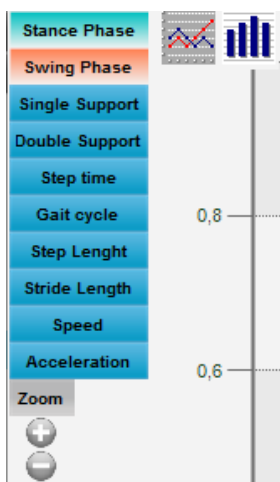 Stance Phase
Swing Phase
Single Support
Double Support
Step time
Gait cycle
Step Lenght
Stride Length
Speed
Acceleration
Zoom
0,8
0,6